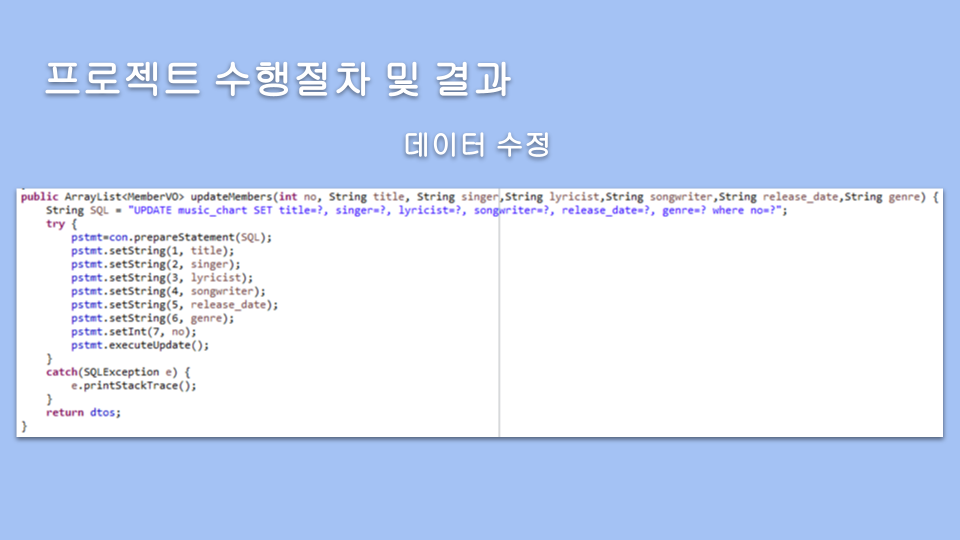 프로젝트 수행절차 및 결과
데이터 수정
public ArrayList<MemberVO> updateMembers(int no, String title, String singer,String lyricist,String songwriter,String release_date,String genre) {
String SQL = "UPDATE music_chart SET title=?, singer=?, lyricist=?, songwriter=?, release_date=?, genre=? where no=?";
try {
pstmt=con.prepareStatement(SQL);
pstmt.setString(1, title);
pstmt.setString(2, singer);
pstmt.setString(3, lyricist);
pstmt.setString(4, songwriter);
pstmt.setString(5, release_date);
pstmt.setString(6, genre);
pstmt.setInt(7, no);
pstmt.executeUpdate();
}
catch(SQLException e) {
e.printStackTrace();
}
return dtos;
}